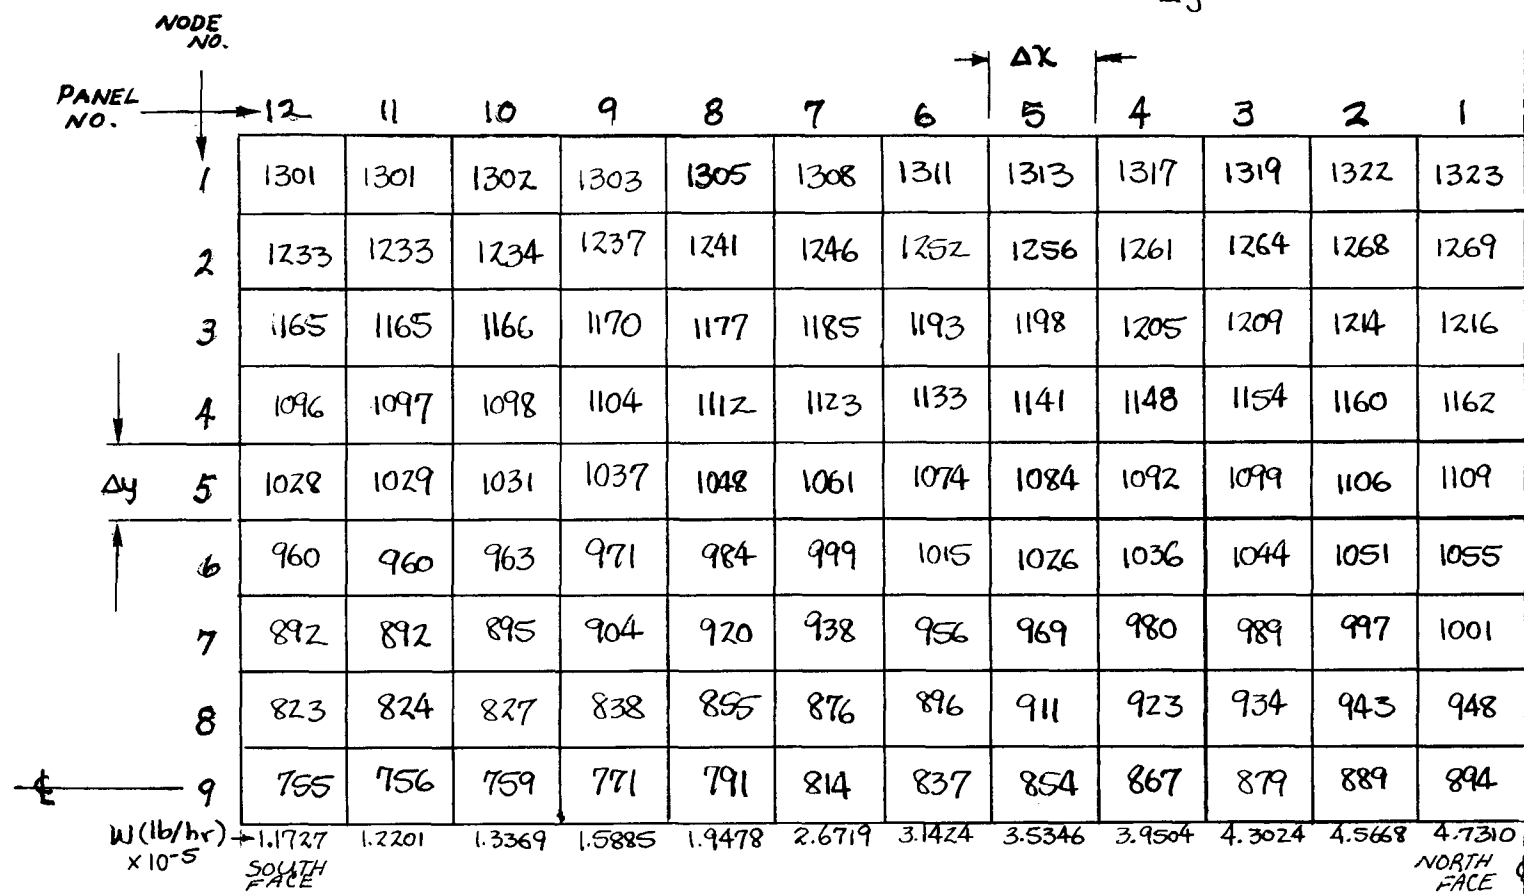 NODE
NO.
Δx
PANEL
NO. 12 11 10 9 8 7 6 5 4 3 2 1
1 1301 1301 1302 1303 1305 1308 1311 1313 1317 1319 1322 1323
2 1233 1233 1234 1237 1241 1246 1252 1256 1261 1264 1268 1269
3 1165 1165 1166 1170 1177 1185 1193 1198 1205 1209 1214 1216
4 1096 1097 1098 1104 1112 1123 1133 1141 1148 1154 1160 1162
Δy 5 1028 1029 1031 1037 1048 1061 1074 1084 1092 1099 1106 1109
6 960 960 963 971 984 999 1015 1026 1036 1044 1051 1055
7 892 892 895 904 920 938 956 969 980 989 997 1001
8 823 824 827 838 855 876 896 911 923 934 943 948
℄ 9 755 756 759 771 791 814 837 854 867 879 889 894
W (lb/hr) 1.1727 1.2201 1.3369 1.5885 1.9478 2.6719 3.1424 3.5346 3.9504 4.3024 4.5668 4.7310
×10⁻⁵
SOUTH
FACE
NORTH
FACE